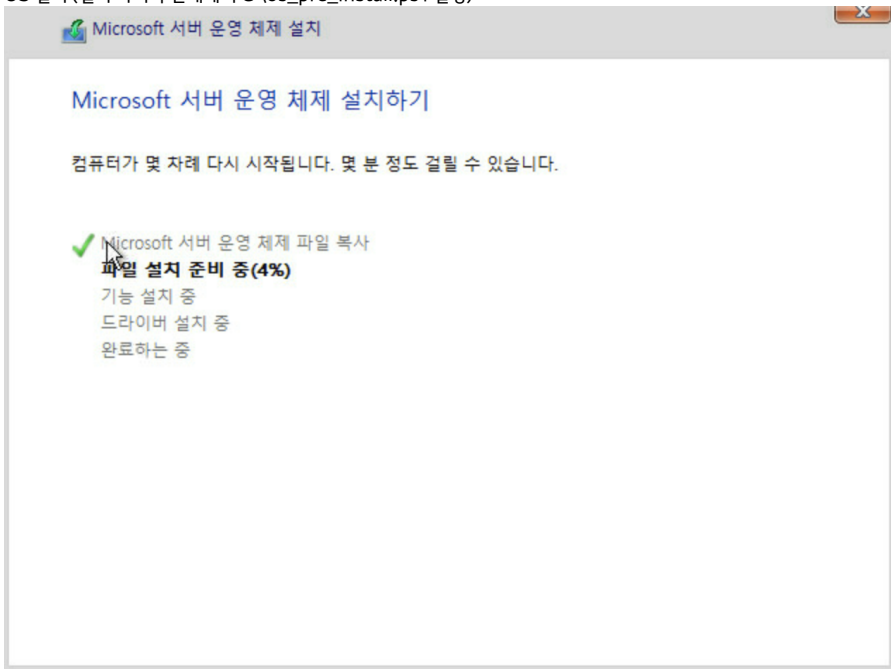 Microsoft 서버 운영 체제 설치
Microsoft 서버 운영 체제 설치하기
컴퓨터가 몇 차례 다시 시작됩니다. 몇 분 정도 걸릴 수 있습니다.
Microsoft 서버 운영 체제 파일 복사
파일 설치 준비 중(4%)
기능 설치 중
드라이버 설치 중
완료하는 중